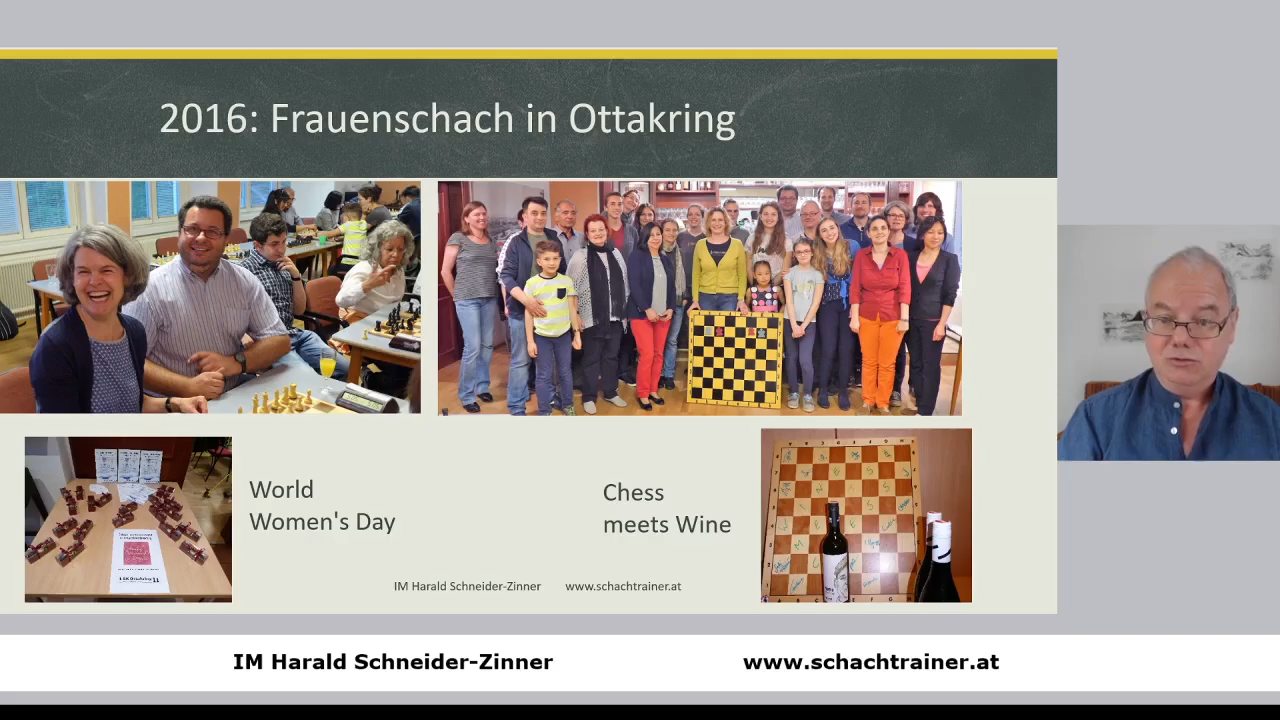 2016: Frauenschach in Ottakring
World
Women's Day
Chess
meets Wine
IM Harald Schneider-Zinner www.schachtrainer.at
IM Harald Schneider-Zinner www.schachtrainer.at